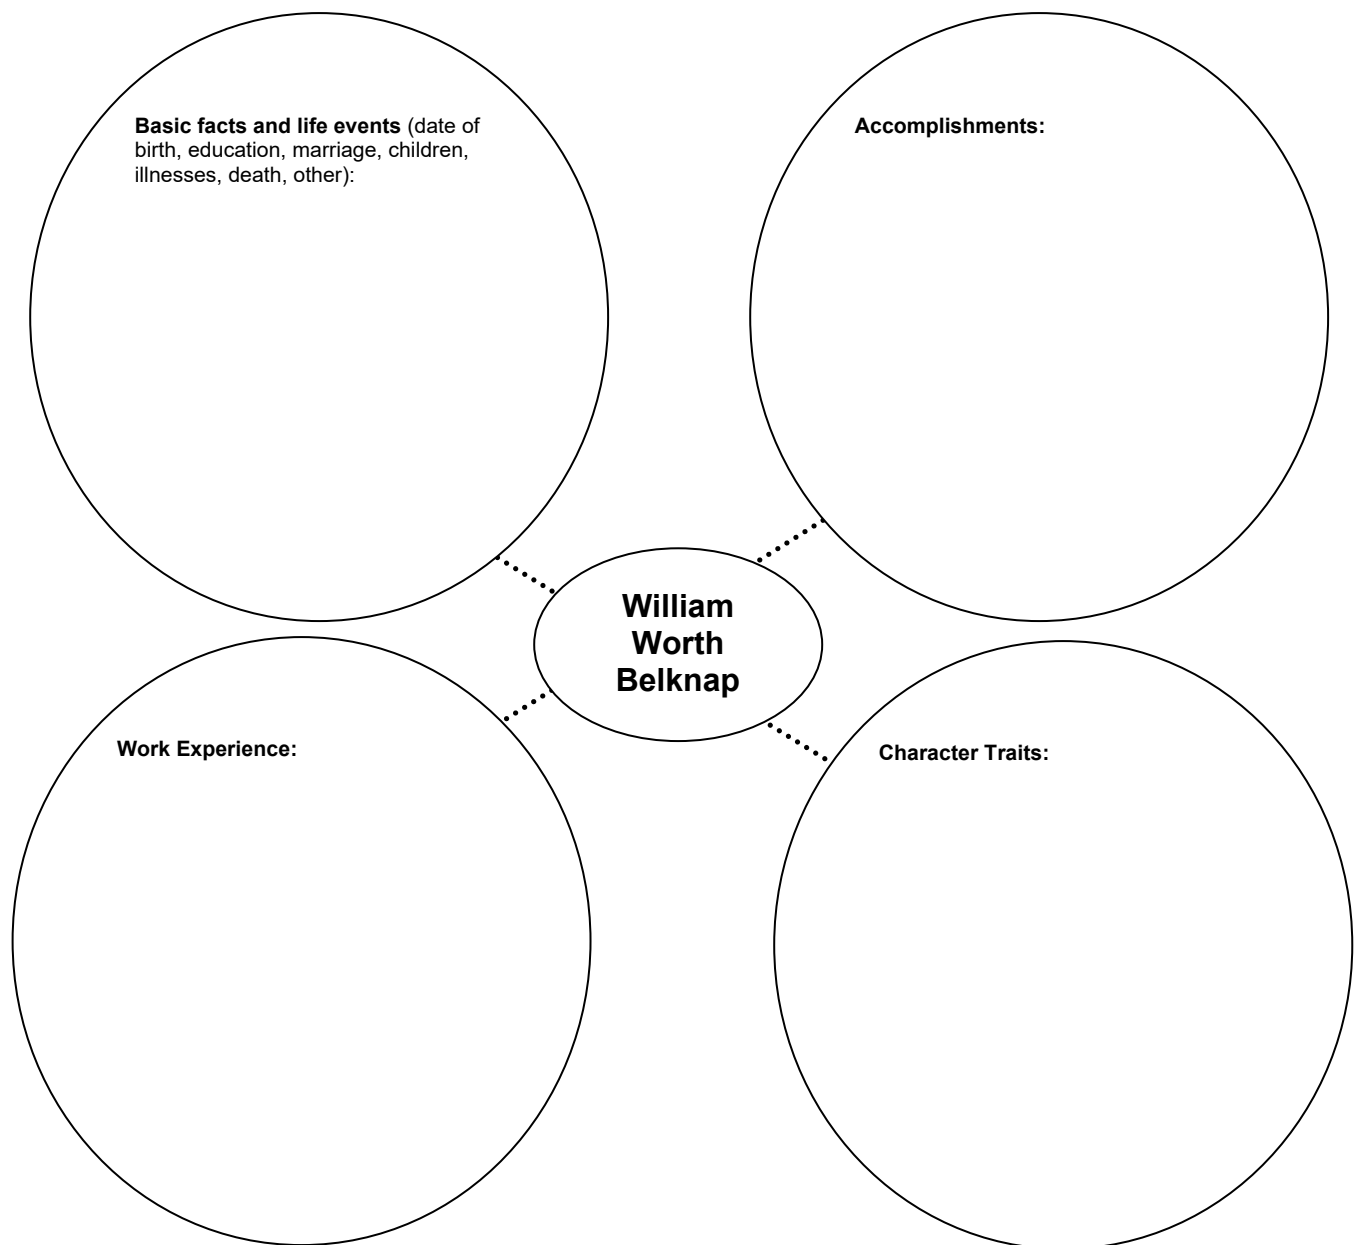 Basic facts and life events (date of
birth, education, marriage, children,
illnesses, death, other):
Accomplishments:
William
Worth
Belknap
Work Experience:
Character Traits: